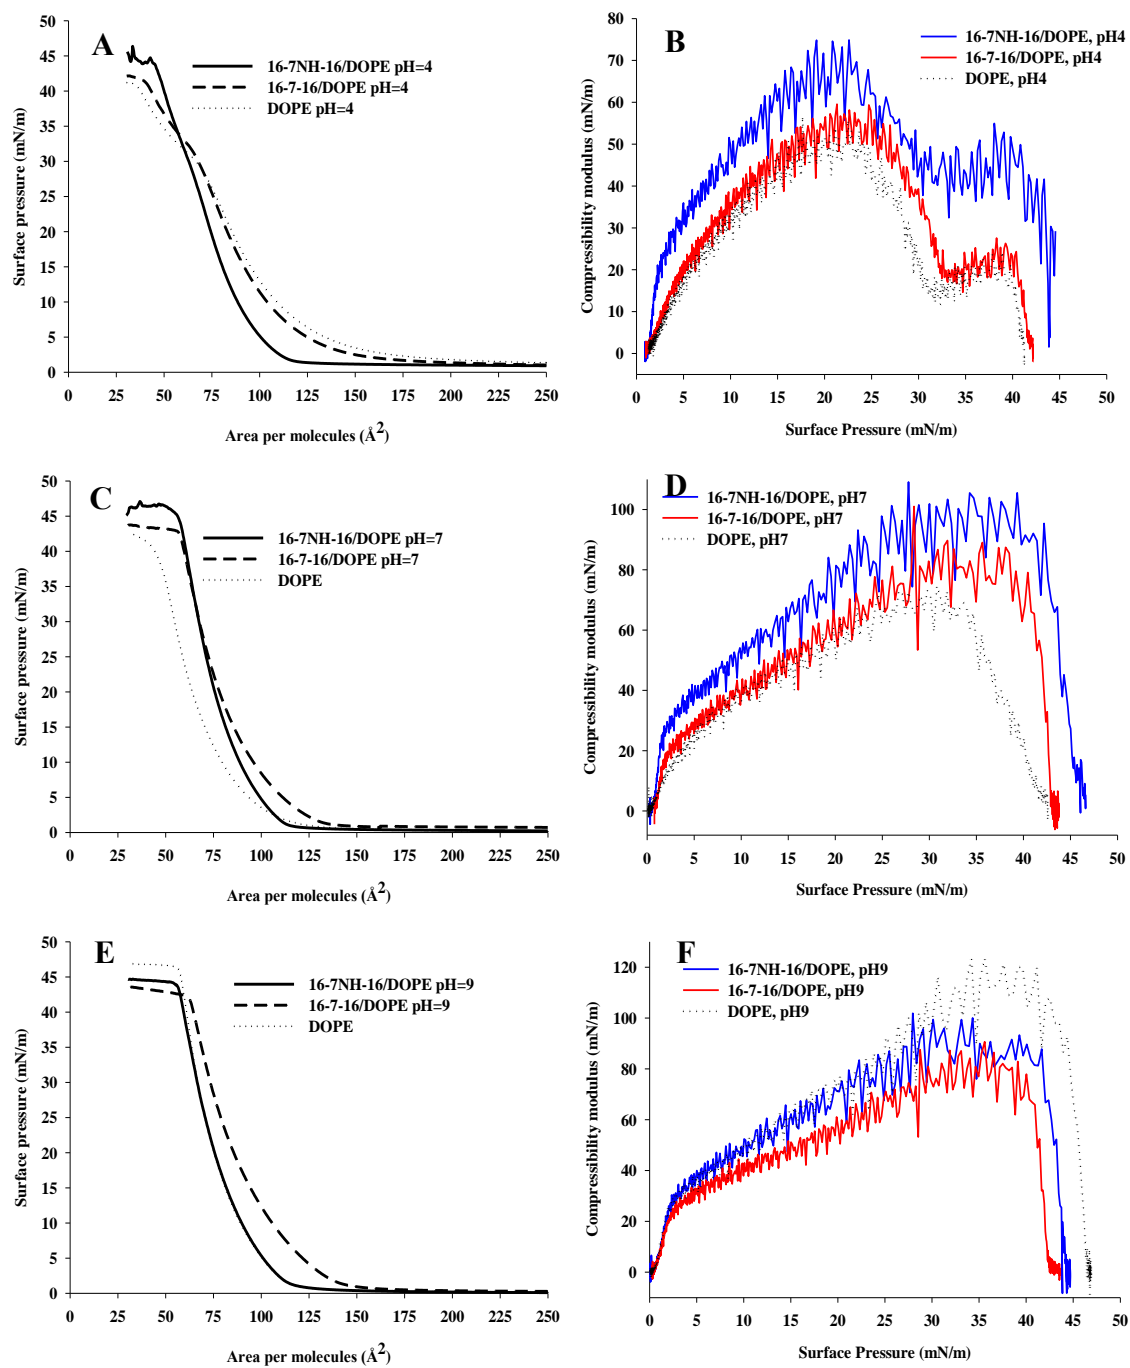 A
50
45
40
35
30
25
20
15
10
5
0
Surface pressure (mN/m)
16-7NH-16/DOPE pH=4
16-7-16/DOPE pH=4
DOPE pH=4
0 25 50 75 100 125 150 175 200 225 250
Area per molecules (Å2)
B
80
70
60
50
40
30
20
10
0
Compressibility modulus (mN/m)
16-7NH-16/DOPE, pH4
16-7-16/DOPE, pH4
DOPE, pH4
0 5 10 15 20 25 30 35 40 45 50
Surface Pressure (mN/m)
C
50
45
40
35
30
25
20
15
10
5
0
Surface pressure (mN/m)
16-7NH-16/DOPE pH=7
16-7-16/DOPE pH=7
DOPE
0 25 50 75 100 125 150 175 200 225 250
Area per molecules (Å2)
D
100
80
60
40
20
0
Compressibility modulus (mN/m)
16-7NH-16/DOPE, pH7
16-7-16/DOPE, pH7
DOPE, pH7
0 5 10 15 20 25 30 35 40 45 50
Surface Pressure (mN/m)
E
50
45
40
35
30
25
20
15
10
5
0
Surface pressure (mN/m)
16-7NH-16/DOPE pH=9
16-7-16/DOPE pH=9
DOPE
0 25 50 75 100 125 150 175 200 225 250
Area per molecules (Å2)
F
120
100
80
60
40
20
0
Compressibility modulus (mN/m)
16-7NH-16/DOPE, pH9
16-7-16/DOPE, pH9
DOPE, pH9
0 5 10 15 20 25 30 35 40 45 50
Surface Pressure (mN/m)